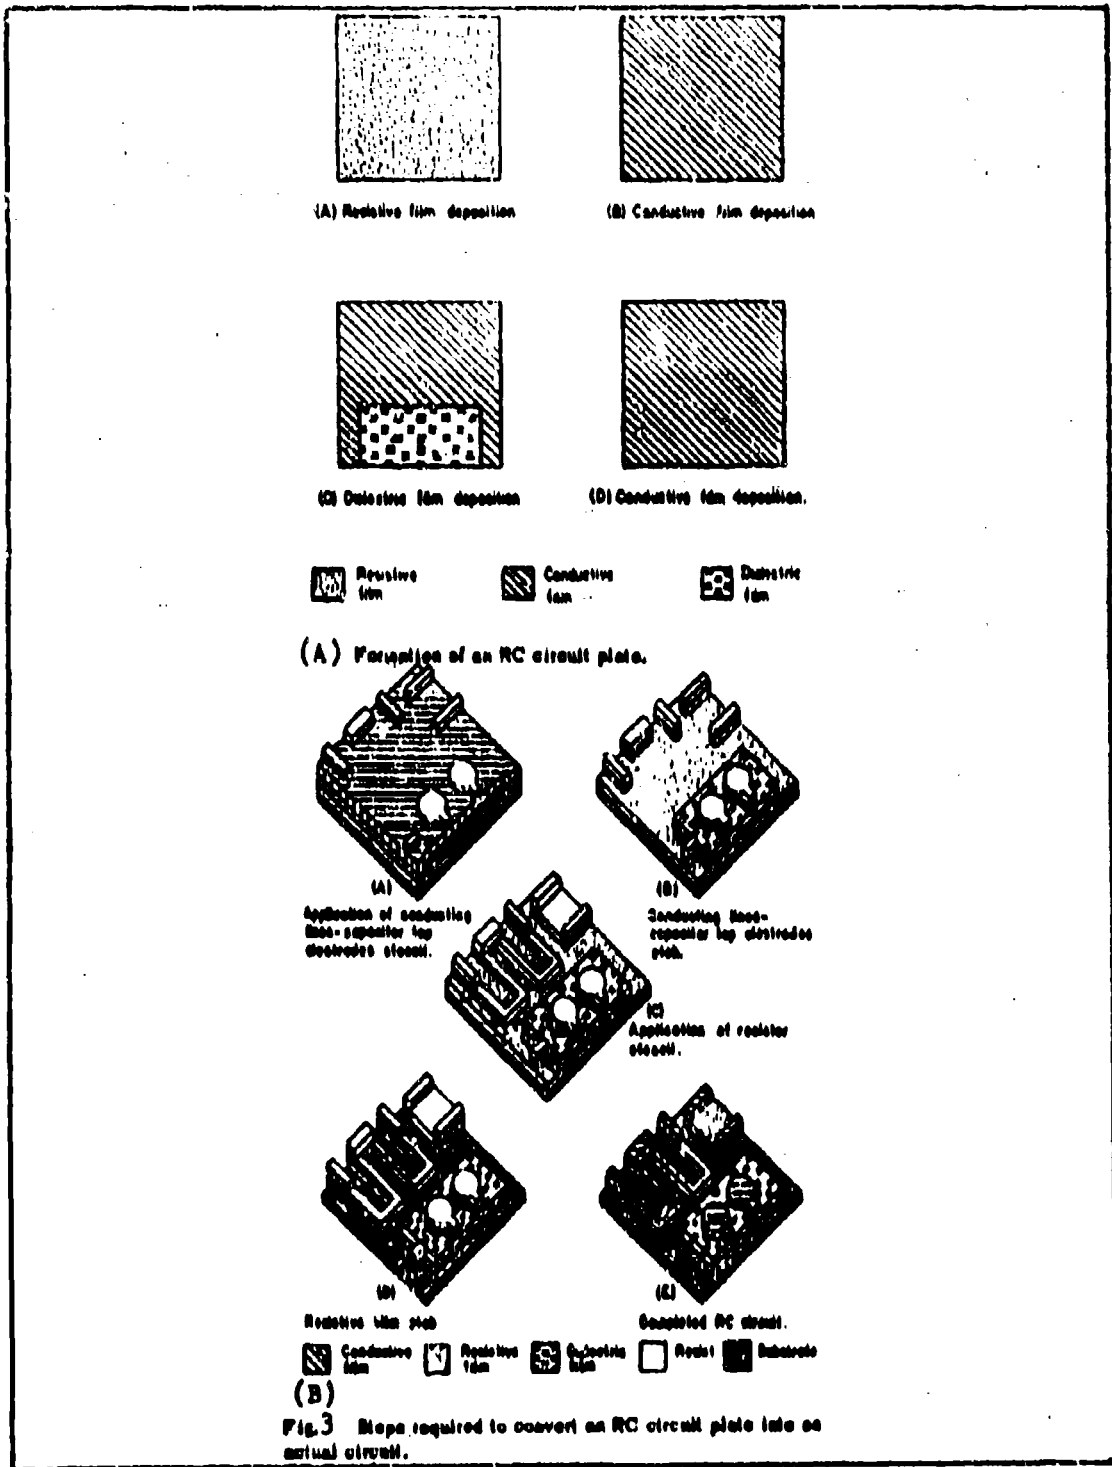 (A) Resistive film deposition
(B) Conductive film deposition
(C) Dielectric film deposition
(D) Conductive film deposition.
Resistive
film
Conductive
film
Dielectric
film
(A) Formation of an RC circuit plate.
(A)
Application of conducting
lines-capacitor top
electrodes stencil.
(B)
Conducting lines-
capacitor top electrodes
etch.
(C)
Application of resistor
stencil.
(D)
Resistive film etch
(E)
Completed RC circuit.
Conductive
film
Resistive
film
Dielectric
film
Resist
Substrate
(B)
Fig.3 Steps required to convert an RC circuit plate into an
actual circuit.